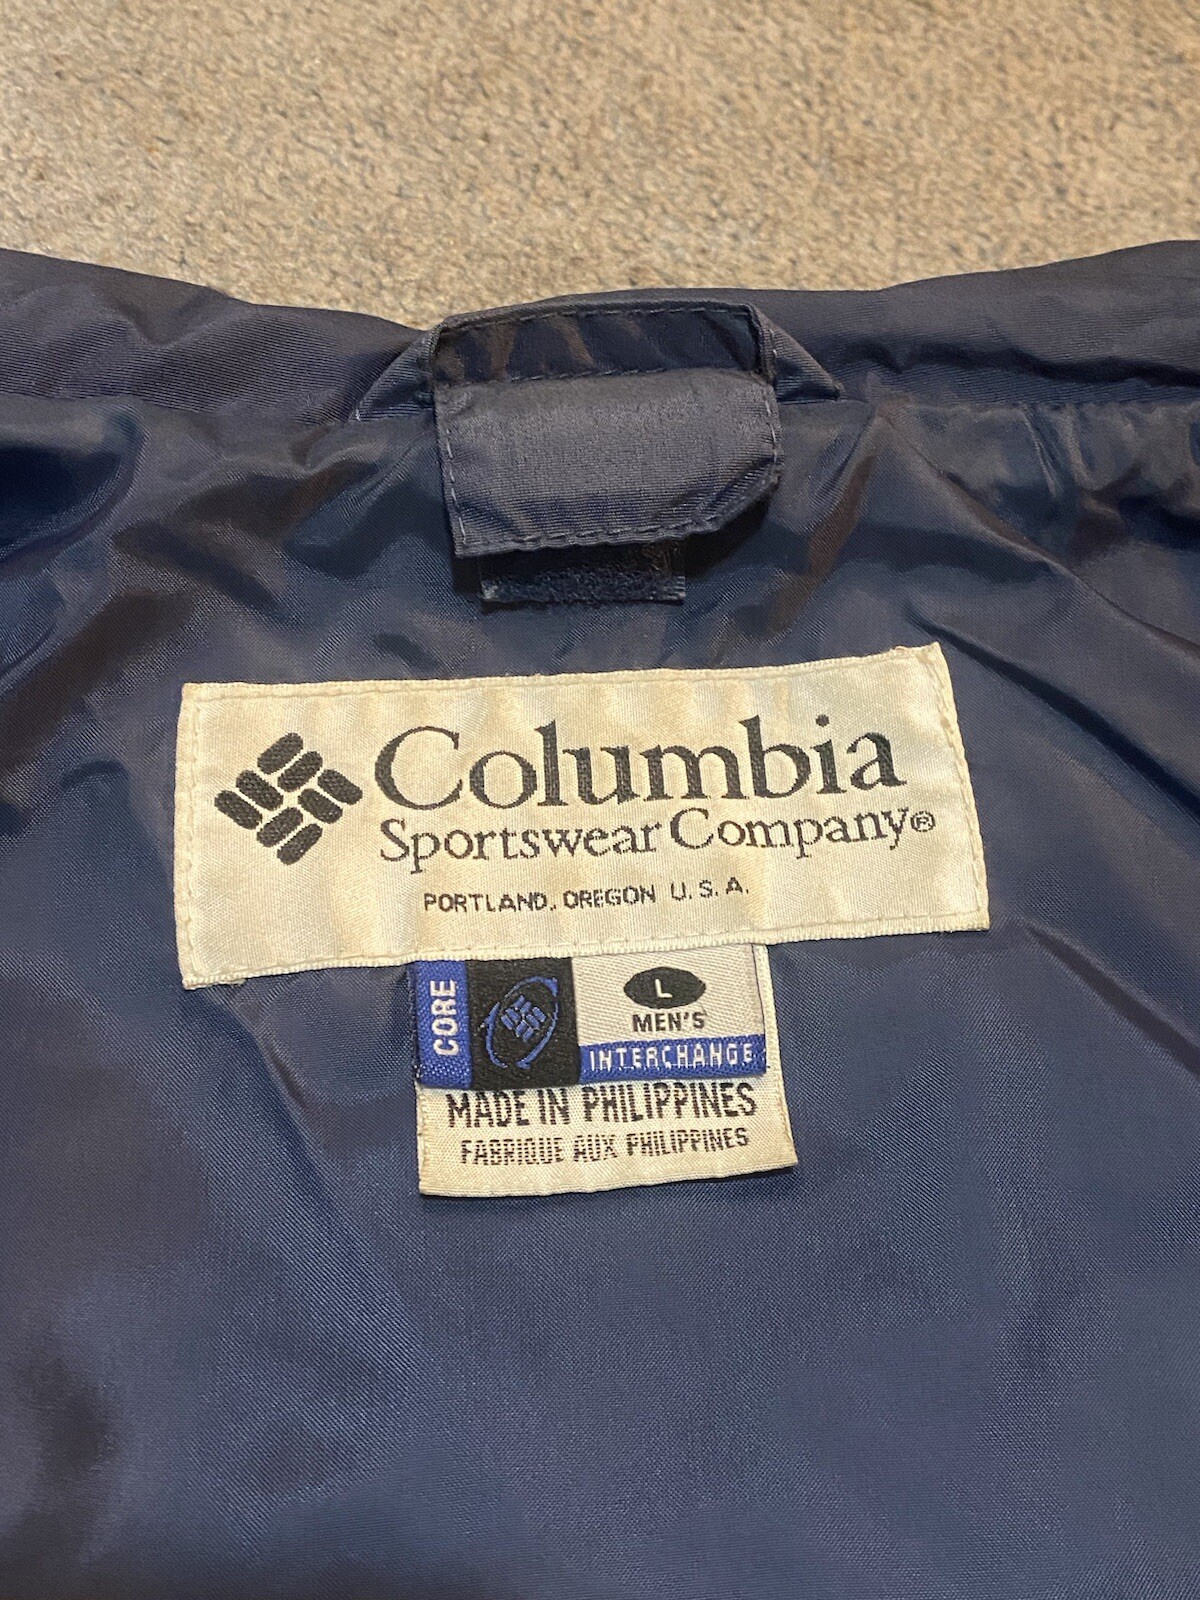 Columbia
Sportswear Company®
PORTLAND, OREGON U.S.A.
CORE
L
MEN'S
INTERCHANGE
MADE IN PHILIPPINES
FABRIQUE AUX PHILIPPINES